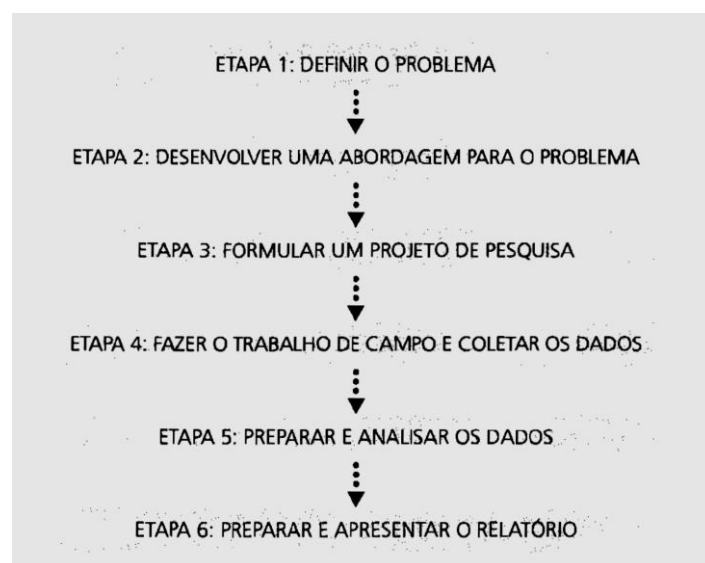 ETAPA 1: DEFINIR O PROBLEMA
ETAPA 2: DESENVOLVER UMA ABORDAGEM PARA O PROBLEMA
ETAPA 3: FORMULAR UM PROJETO DE PESQUISA
ETAPA 4: FAZER O TRABALHO DE CAMPO E COLETAR OS DADOS
ETAPA 5: PREPARAR E ANALISAR OS DADOS
ETAPA 6: PREPARAR E APRESENTAR O RELATÓRIO